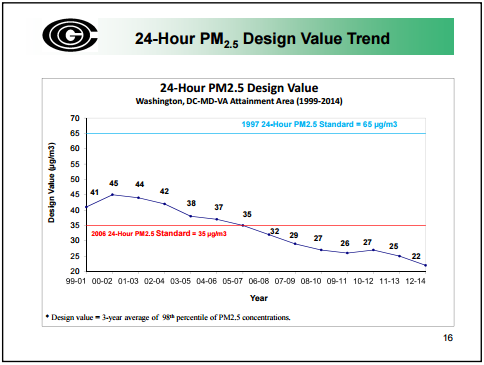 24-Hour PM2.5 Design Value Trend
24-Hour PM2.5 Design Value
Washington, DC-MD-VA Attainment Area (1999-2014)
1997 24-Hour PM2.5 Standard = 65 µg/m3
2006 24-Hour PM2.5 Standard = 35 µg/m3
Design Value (µg/m3)
70
65
60
55
50
45
40
35
30
25
20
41 45 44 42 38 37 35 32 29 27 26 27 25 22
99-01 00-02 01-03 02-04 03-05 04-06 05-07 06-08 07-09 08-10 09-11 10-12 11-13 12-14
Year
* Design value = 3-year average of 98th percentile of PM2.5 concentrations.
16